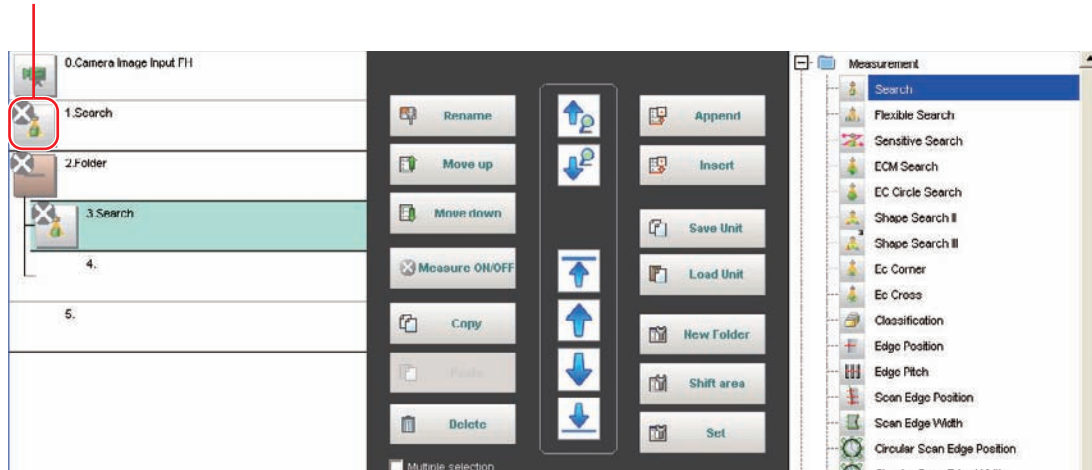 0.Camera Image Input FH
1.Search
2.Folder
3.Search
4.
5.
Rename
Move up
Move down
Measure ON/OFF
Copy
Paste
Delete
Multiple selection
Append
Insert
Save Unit
Load Unit
New Folder
Shift area
Set
Measurement
Search
Flexible Search
Sensitive Search
ECM Search
EC Circle Search
Shape Search II
Shape Search III
Ec Corner
Ec Cross
Classification
Edge Position
Edge Pitch
Scan Edge Position
Scan Edge Width
Circular Scan Edge Position